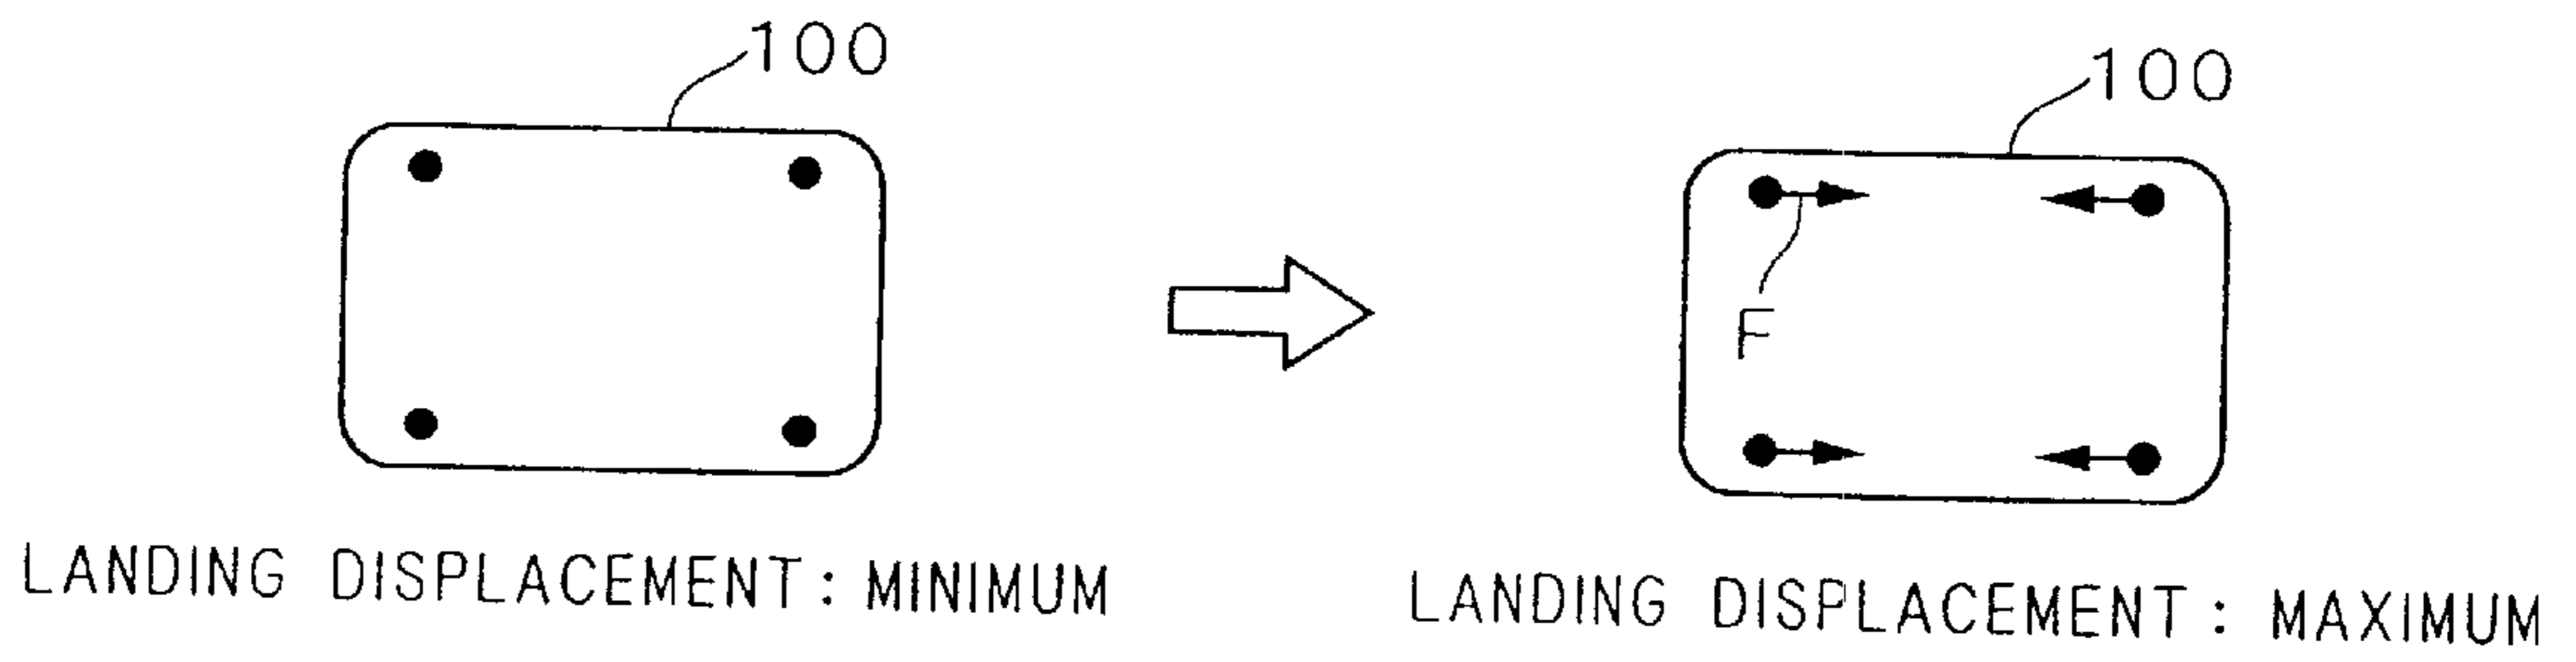 100
100
F
LANDING DISPLACEMENT: MINIMUM
LANDING DISPLACEMENT: MAXIMUM